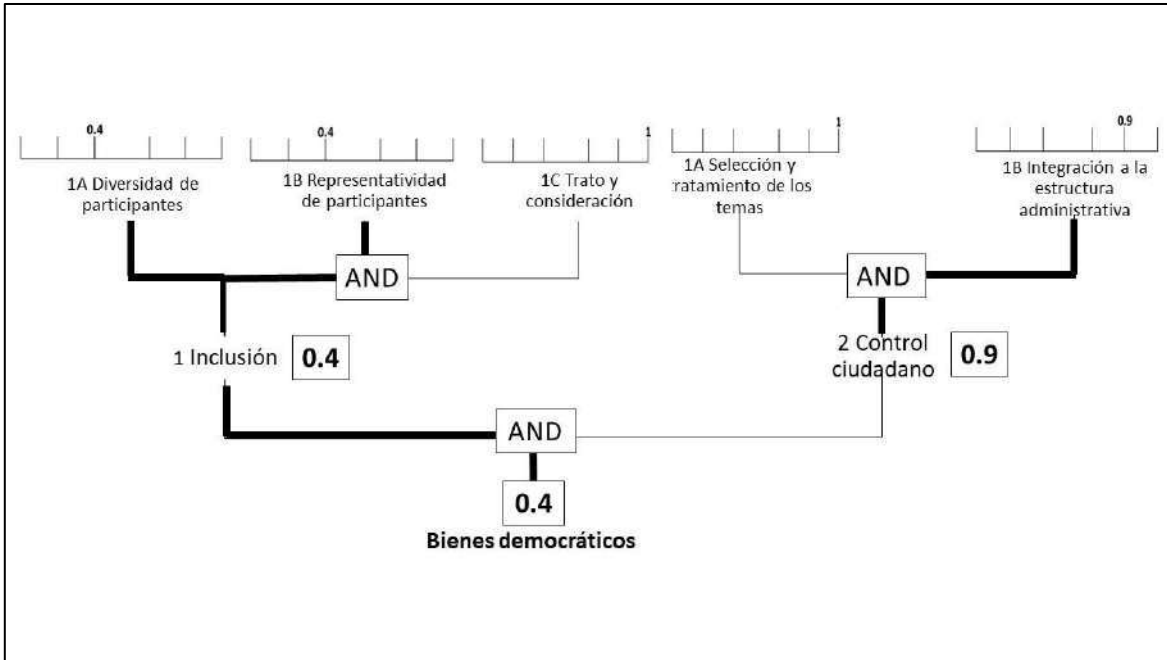 0.4
0.4
1
1
0.9
1A Diversidad de
participantes
1B Representatividad
de participantes
1C Trato y
consideración
1A Selección y
tratamiento de los
temas
1B Integración a la
estructura
administrativa
AND
AND
1 Inclusión
0.4
2 Control
ciudadano
0.9
AND
0.4
Bienes democráticos